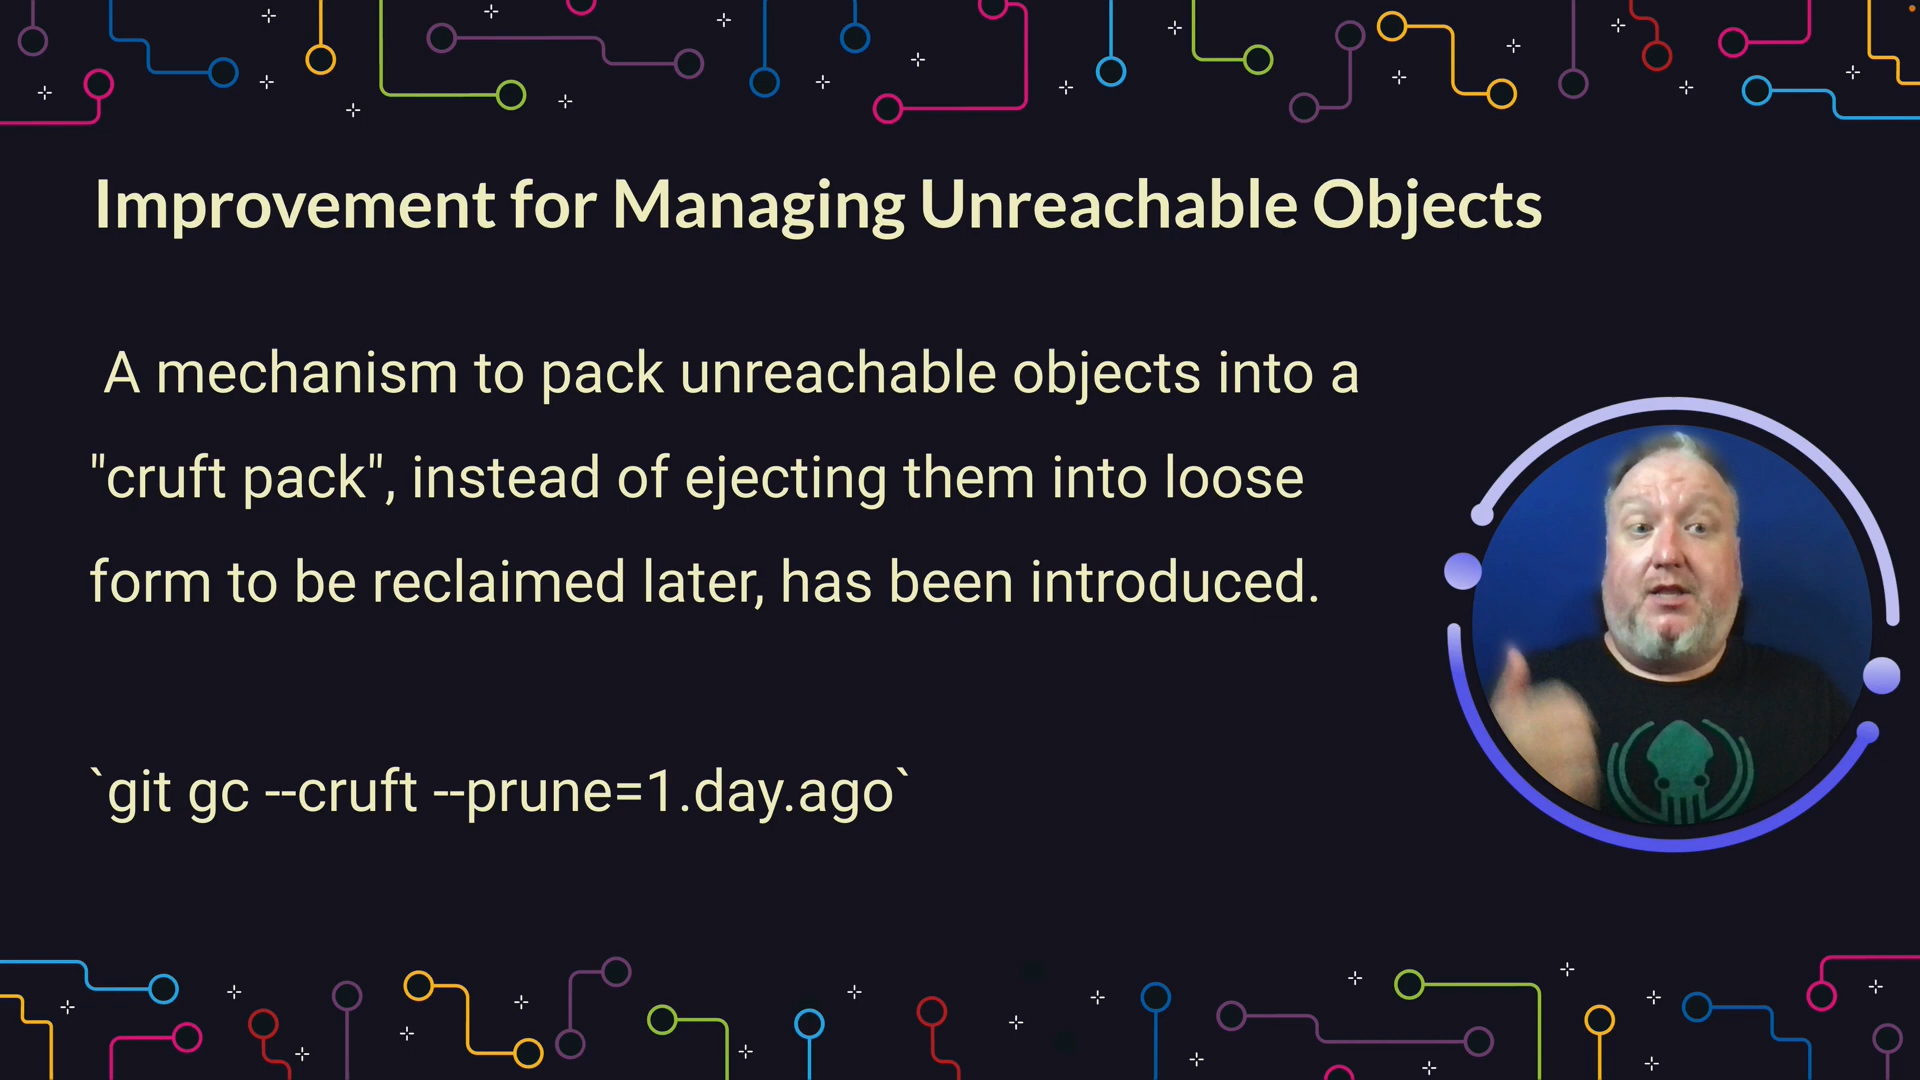 Improvement for Managing Unreachable Objects
A mechanism to pack unreachable objects into a
"cruft pack", instead of ejecting them into loose
form to be reclaimed later, has been introduced.
`git gc --cruft --prune=1.day.ago`